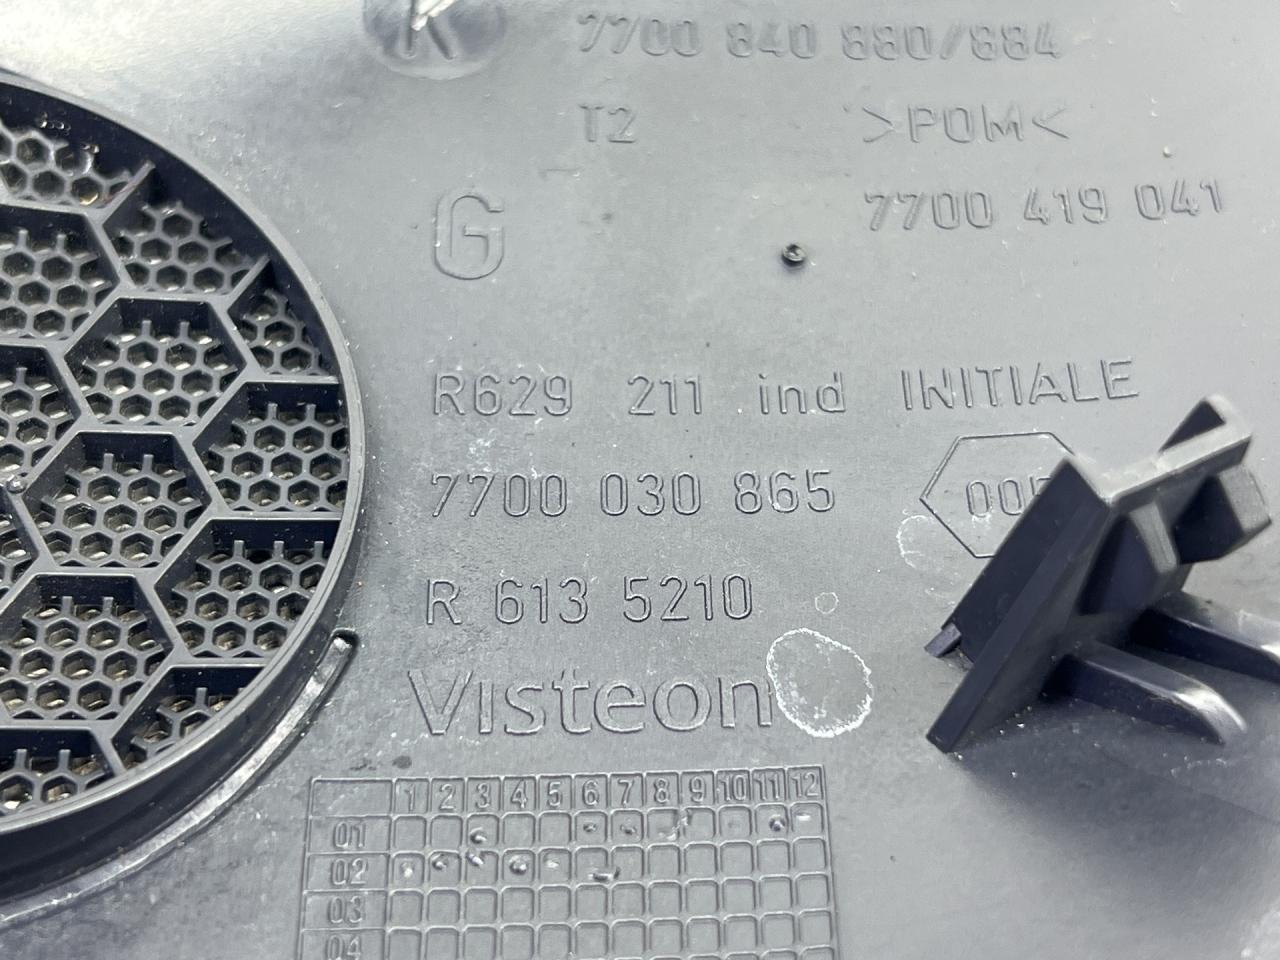 K
7700 840 880/884
T2 >POM<
G 7700 419 041
R629 211 ind INITIALE
7700 030 865
R 613 5210
Visteon
1 2 3 4 5 6 7 8 9 10 11 12
01
02
03
04